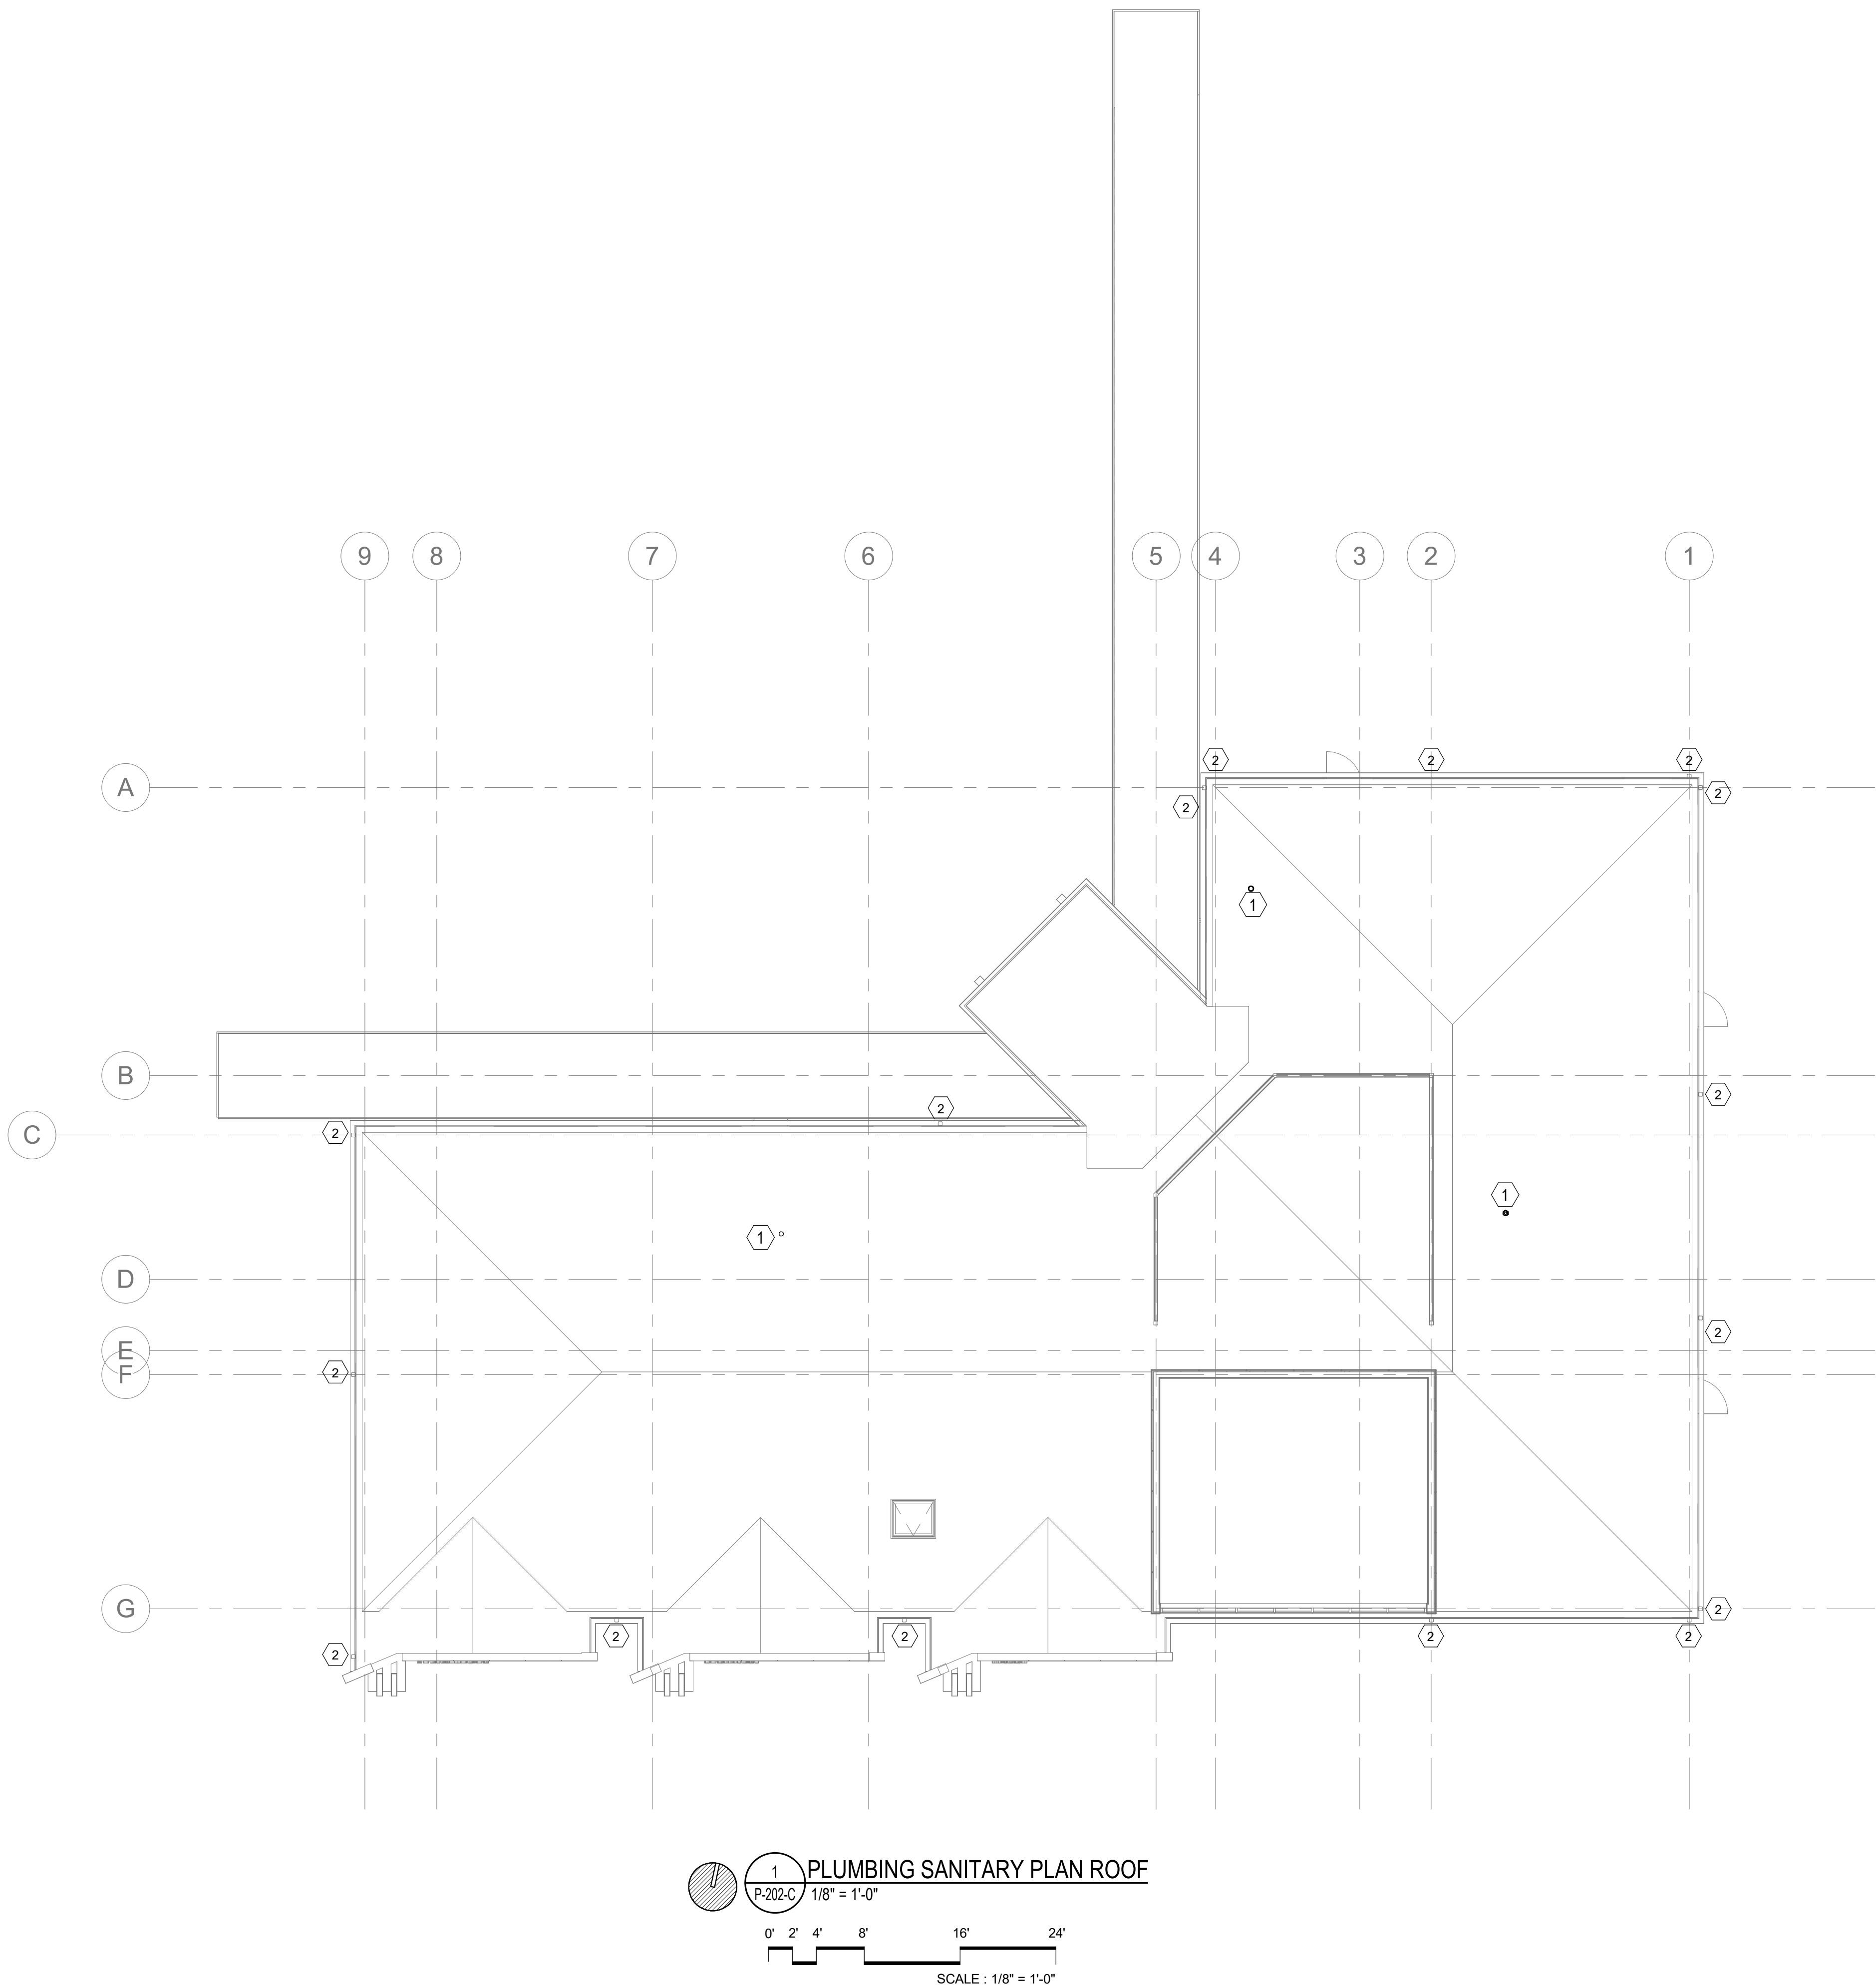 9 8 7 6 5 4 3 2 1
2 2 2
A
2
2
1
B
2
2
C
2
1
1
D
2
E
F
2
G
2
2 2 2 2
2
1 PLUMBING SANITARY PLAN ROOF
P-202-C 1/8" = 1'-0"
0' 2' 4' 8' 16' 24'
SCALE : 1/8" = 1'-0"